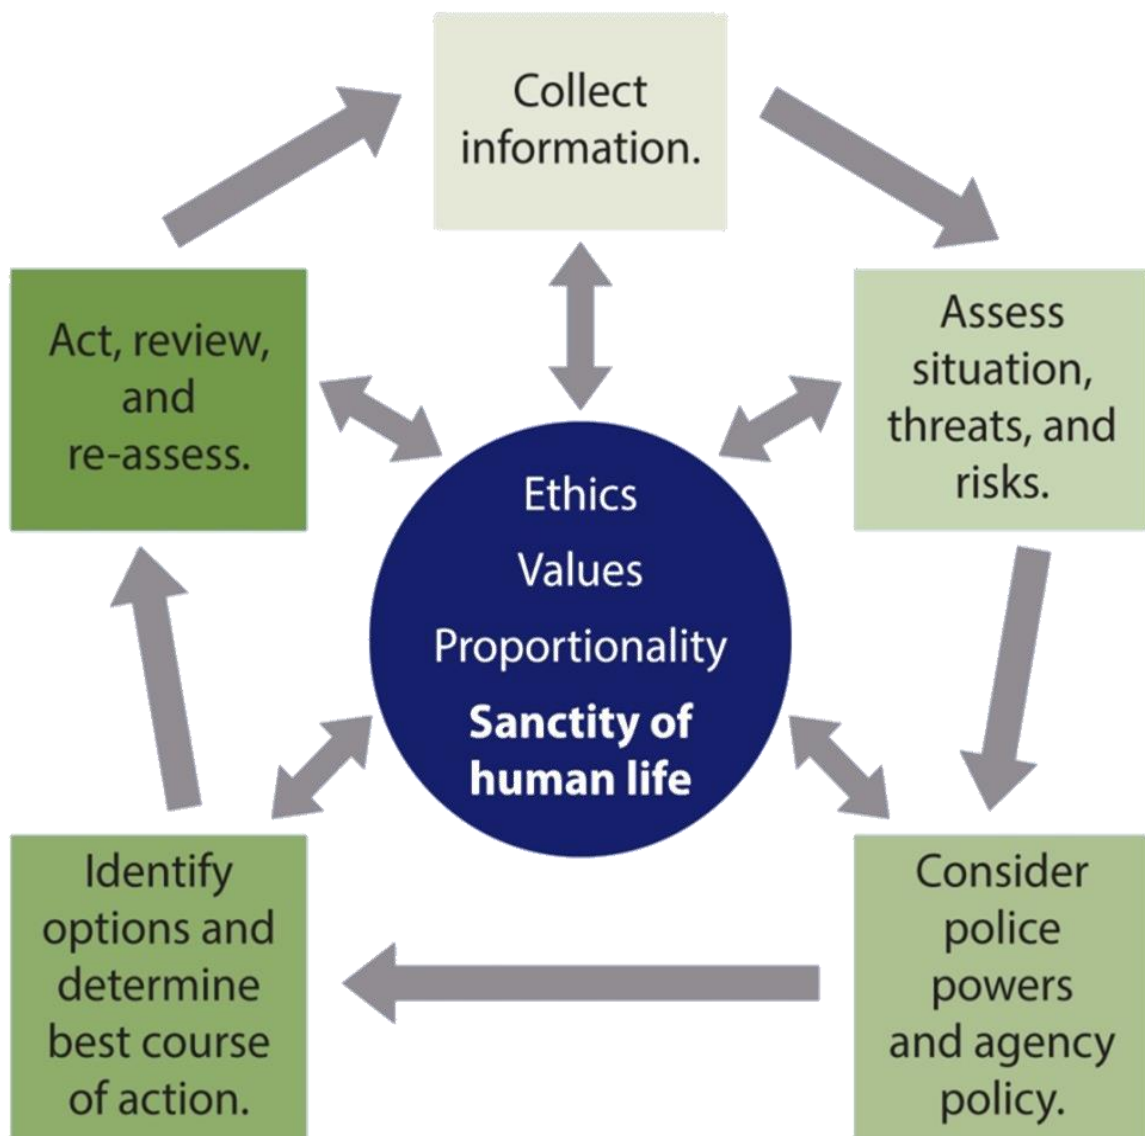 Collect
information.
Assess
situation,
threats, and
risks.
Consider
police
powers
and agency
policy.
Identify
options and
determine
best course
of action.
Act, review,
and
re-assess.
Ethics
Values
Proportionality
Sanctity of
human life